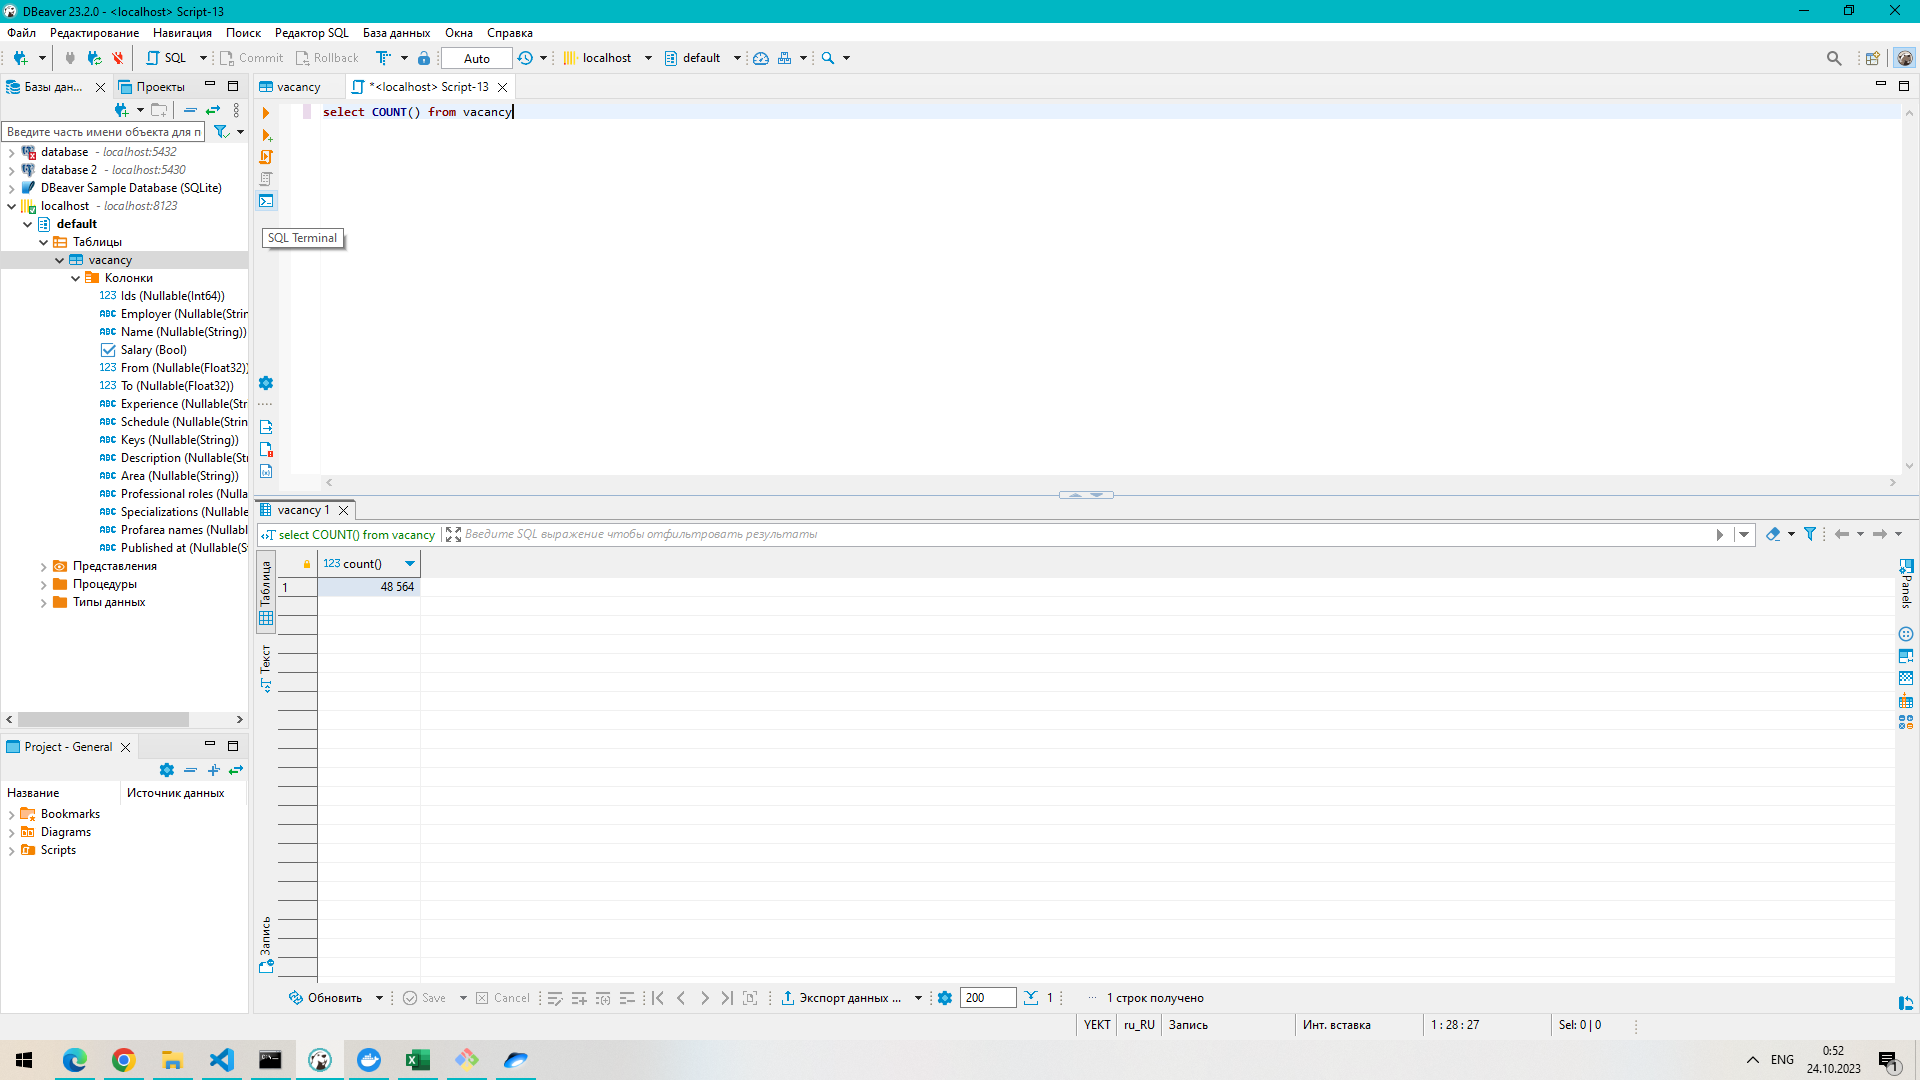 DBeaver 23.2.0 - <localhost> Script-13
Файл Редактирование Навигация Поиск Редактор SQL База данных Окна Справка
SQL Commit Rollback Auto localhost default
Базы дан... Проекты
vacancy *<localhost> Script-13
Введите часть имени объекта для п
select COUNT() from vacancy
SQL Terminal
database - localhost:5432
database 2 - localhost:5430
DBeaver Sample Database (SQLite)
localhost - localhost:8123
default
Таблицы
vacancy
Колонки
123 Ids (Nullable(Int64))
ABC Employer (Nullable(Strin
ABC Name (Nullable(String))
Salary (Bool)
123 From (Nullable(Float32))
123 To (Nullable(Float32))
ABC Experience (Nullable(Str
ABC Schedule (Nullable(Strin
ABC Keys (Nullable(String))
ABC Description (Nullable(St
ABC Area (Nullable(String))
ABC Professional roles (Nulla
ABC Specializations (Nullable
ABC Profarea names (Nullabl
ABC Published at (Nullable(S
Представления
Процедуры
Типы данных
vacancy 1
select COUNT() from vacancy Введите SQL выражение чтобы отфильтровать результаты
Таблица
Текст
Запись
123 count()
1 48 564
Panels
Project - General
Название Источник данных
Bookmarks
Diagrams
Scripts
Обновить Save Cancel Экспорт данных ... 200 1 ... 1 строк получено
YEKT ru_RU Запись Инт. вставка 1 : 28 : 27 Sel: 0 | 0
ENG 0:52
24.10.2023
1